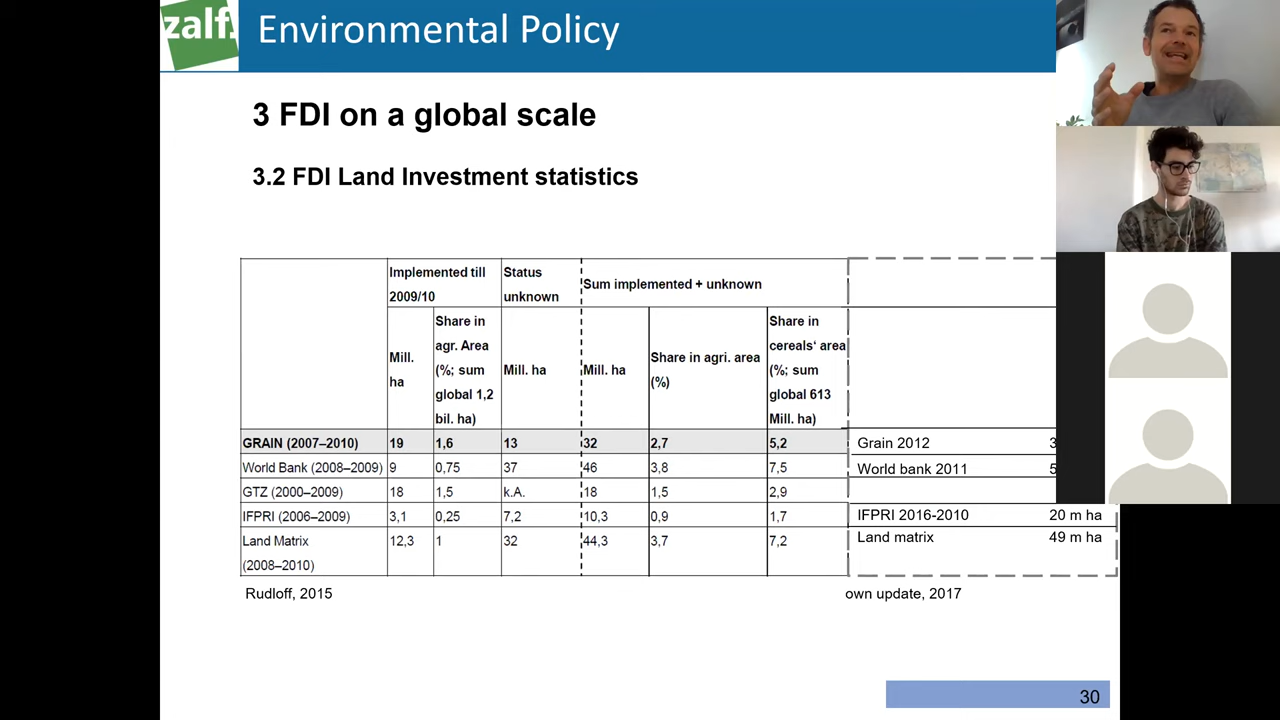 zalf.
Environmental Policy
3 FDI on a global scale
3.2 FDI Land Investment statistics
Implemented till
2009/10
Status
unknown
Sum implemented + unknown
Mill.
ha
Share in
agr. Area
(%; sum
global 1,2
bil. ha)
Mill. ha
Mill. ha
Share in agri. area
(%)
Share in
cereals' area
(%; sum
global 613
Mill. ha)
GRAIN (2007–2010) 19 1,6 13 32 2,7 5,2 Grain 2012 3
World Bank (2008–2009) 9 0,75 37 46 3,8 7,5 World bank 2011 5
GTZ (2000–2009) 18 1,5 k.A. 18 1,5 2,9
IFPRI (2006–2009) 3,1 0,25 7,2 10,3 0,9 1,7 IFPRI 2016-2010 20 m ha
Land Matrix 12,3 1 32 44,3 3,7 7,2 Land matrix 49 m ha
(2008–2010)
Rudloff, 2015
own update, 2017
30